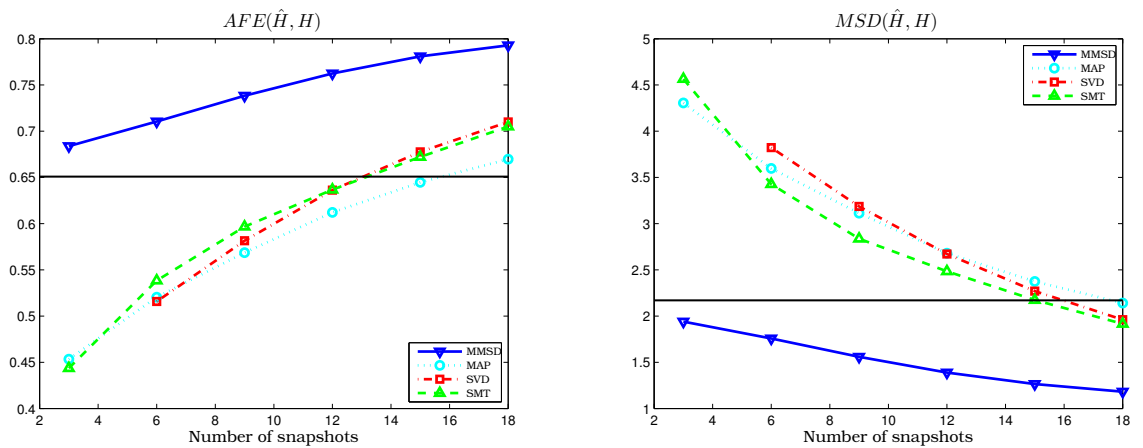 AFE(Ĥ, H)
0.8
0.75
0.7
0.65
0.6
0.55
0.5
0.45
0.4
2 4 6 8 10 12 14 16 18
Number of snapshots
MMSD
MAP
SVD
SMT
MSD(Ĥ, H)
5
4.5
4
3.5
3
2.5
2
1.5
1
2 4 6 8 10 12 14 16 18
Number of snapshots
MMSD
MAP
SVD
SMT